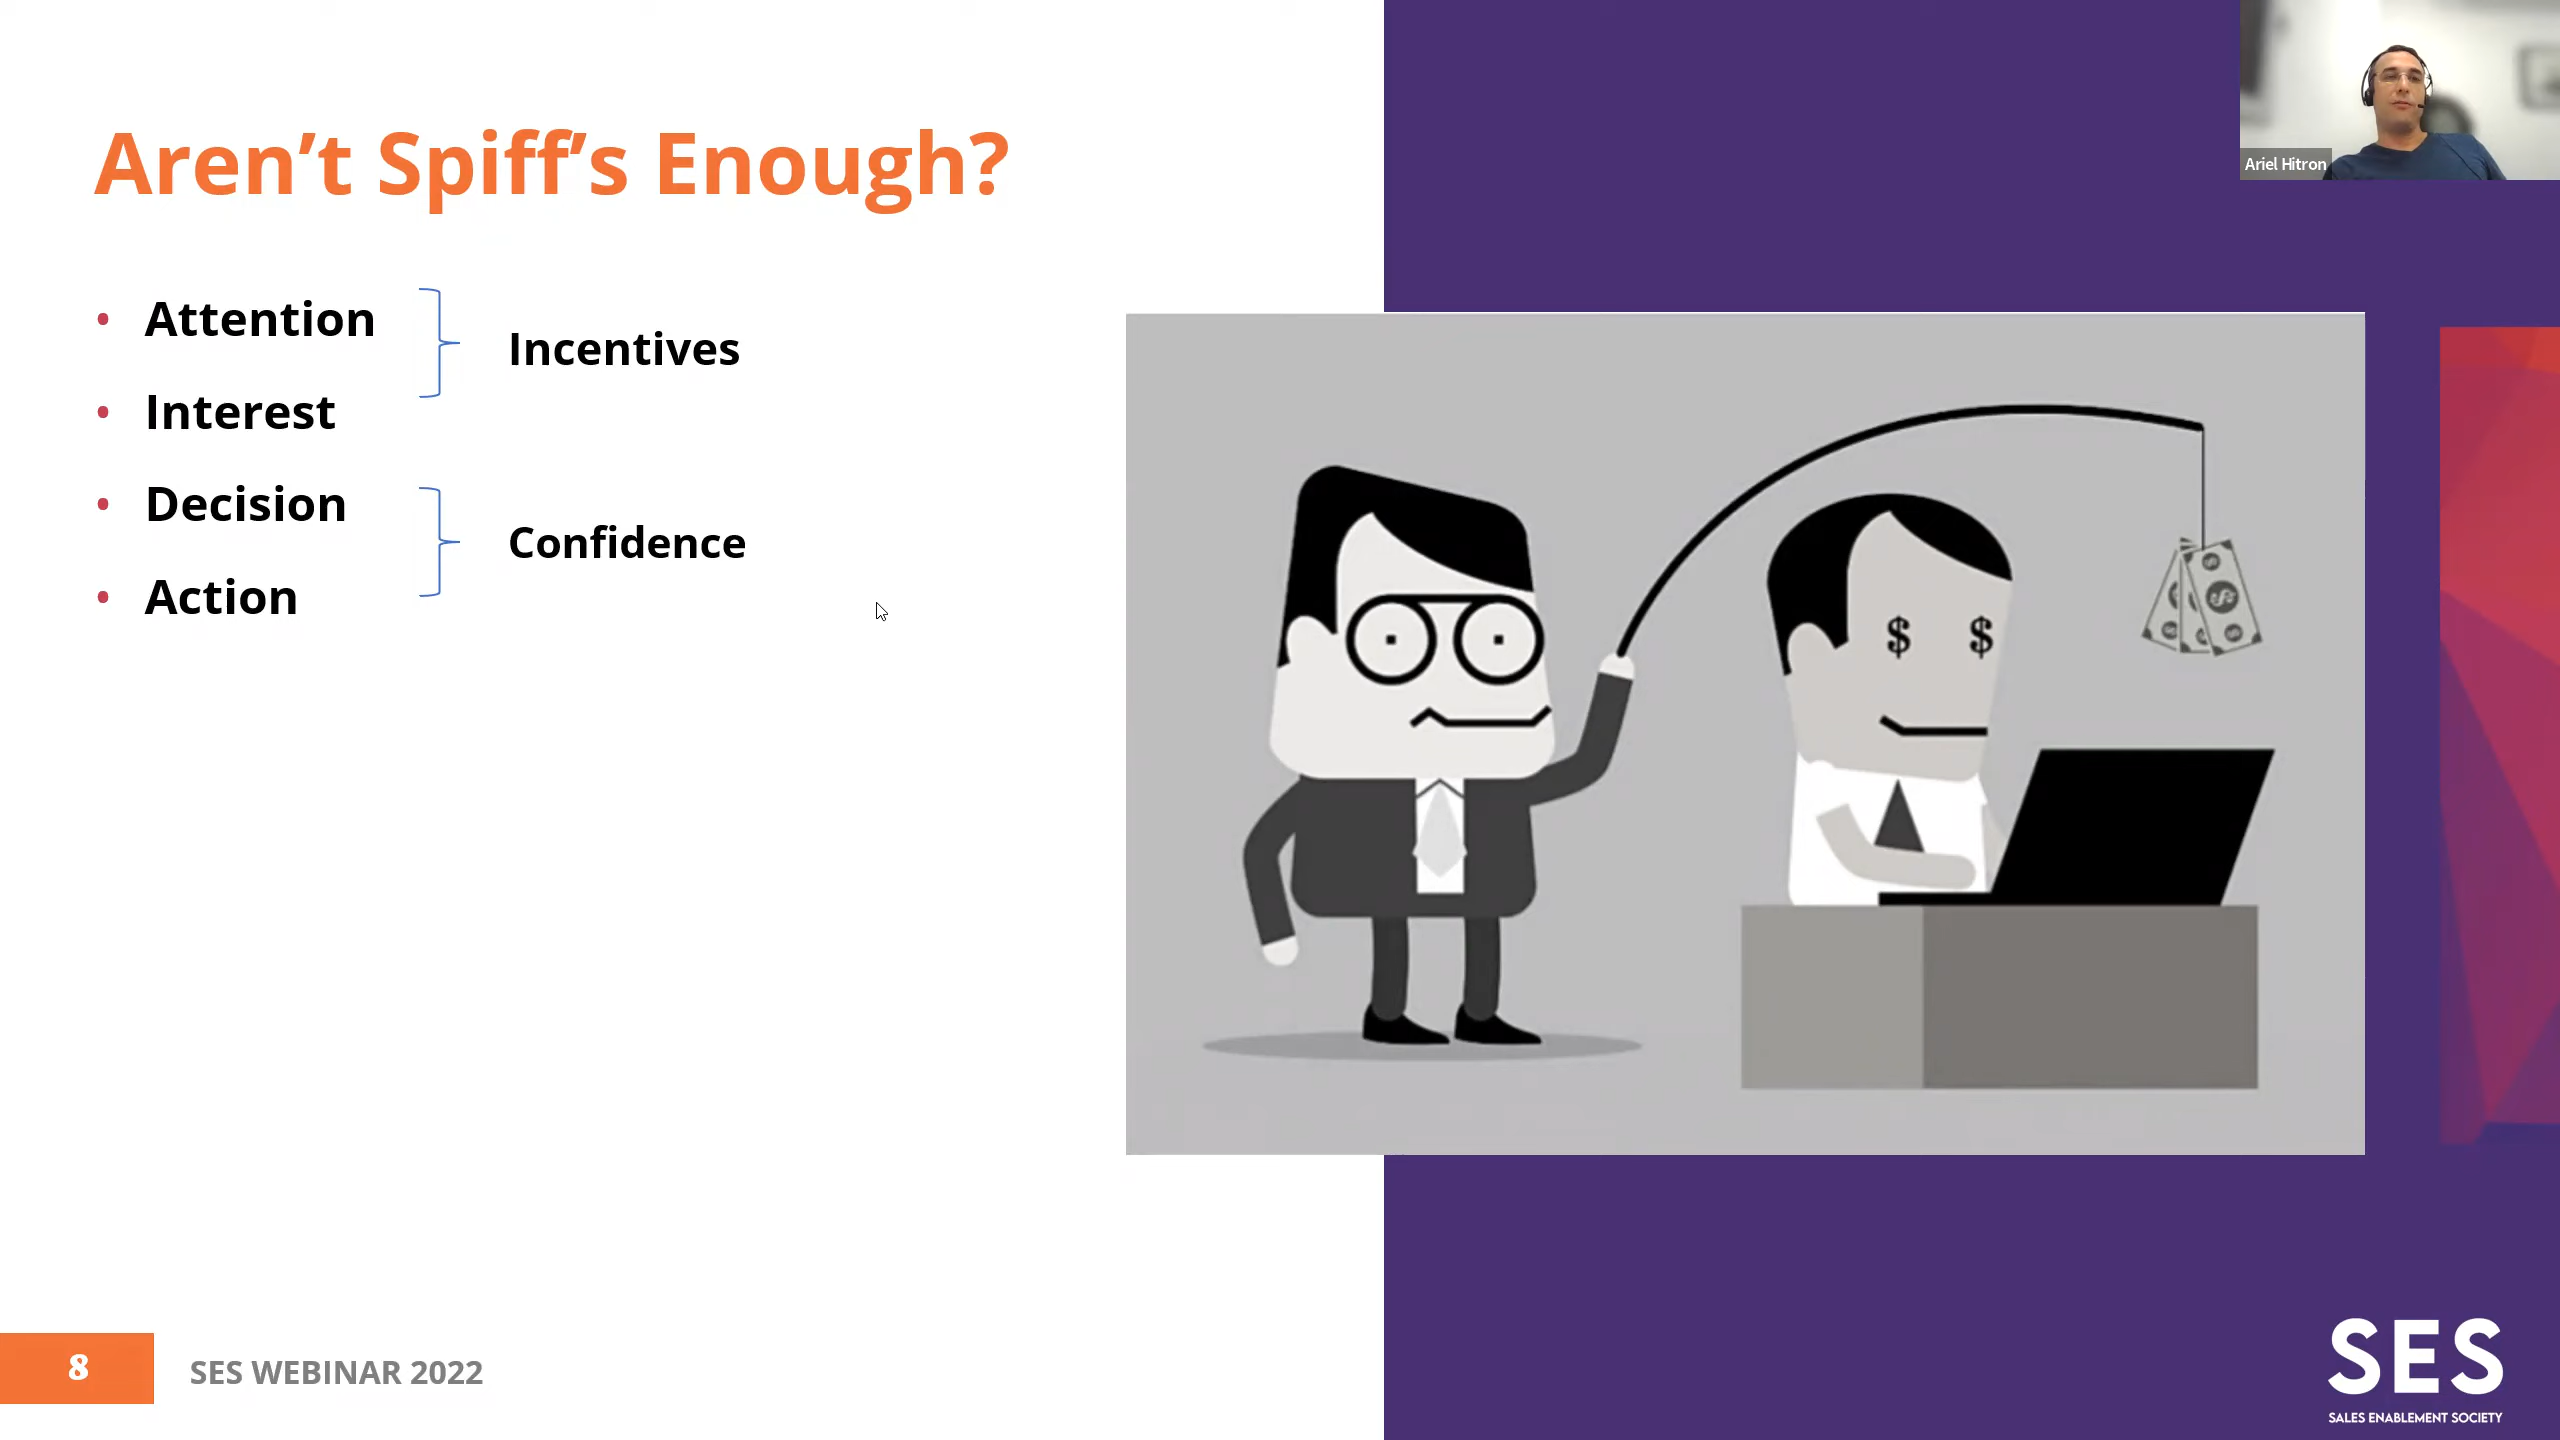 Ariel Hitron
Aren’t Spiff’s Enough?
• Attention
• Interest
Incentives
• Decision
• Action
Confidence
$ $
8
SES WEBINAR 2022
SES
SALES ENABLEMENT SOCIETY